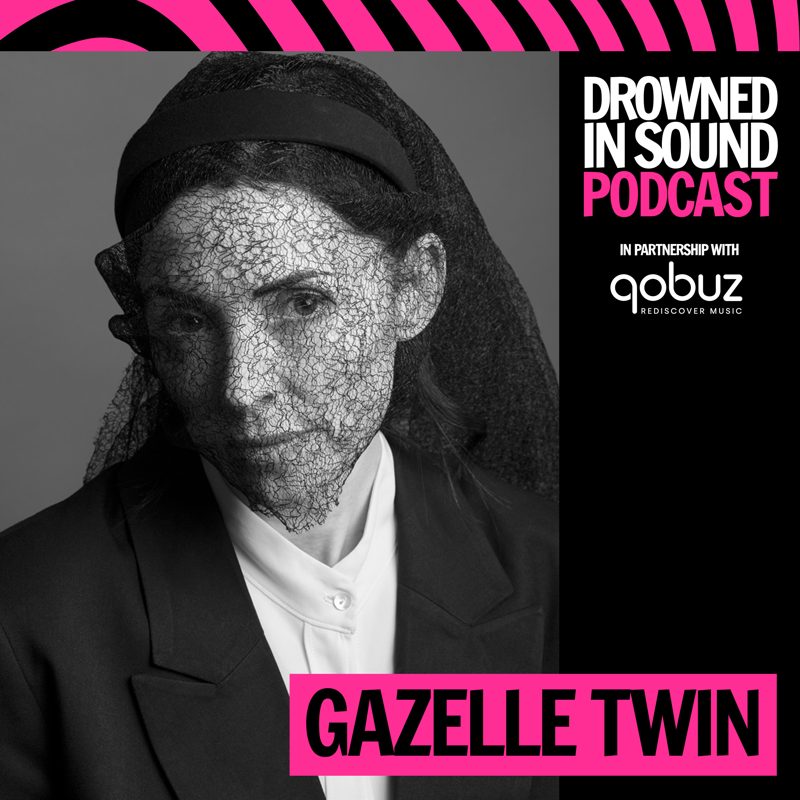 DROWNED
IN SOUND
PODCAST
IN PARTNERSHIP WITH
qobuz
REDISCOVER MUSIC
GAZELLE TWIN